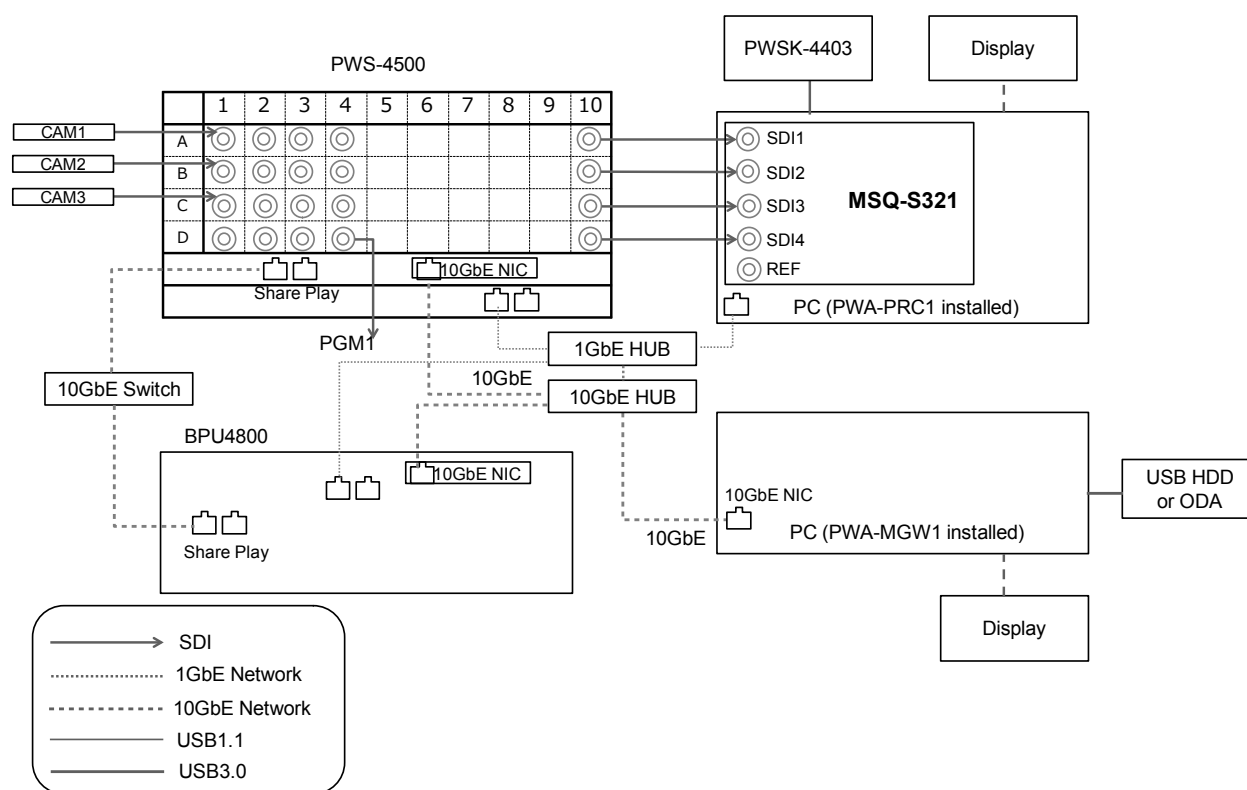 PWS-4500
PWSK-4403
Display
1 2 3 4 5 6 7 8 9 10
CAM1
A
SDI1
CAM2
B
SDI2
CAM3
C
SDI3
MSQ-S321
D
SDI4
REF
10GbE NIC
Share Play
PC (PWA-PRC1 installed)
PGM1
1GbE HUB
10GbE
10GbE Switch
10GbE HUB
BPU4800
10GbE NIC
Share Play
10GbE
10GbE NIC
PC (PWA-MGW1 installed)
USB HDD
or ODA
Display
SDI
1GbE Network
10GbE Network
USB1.1
USB3.0